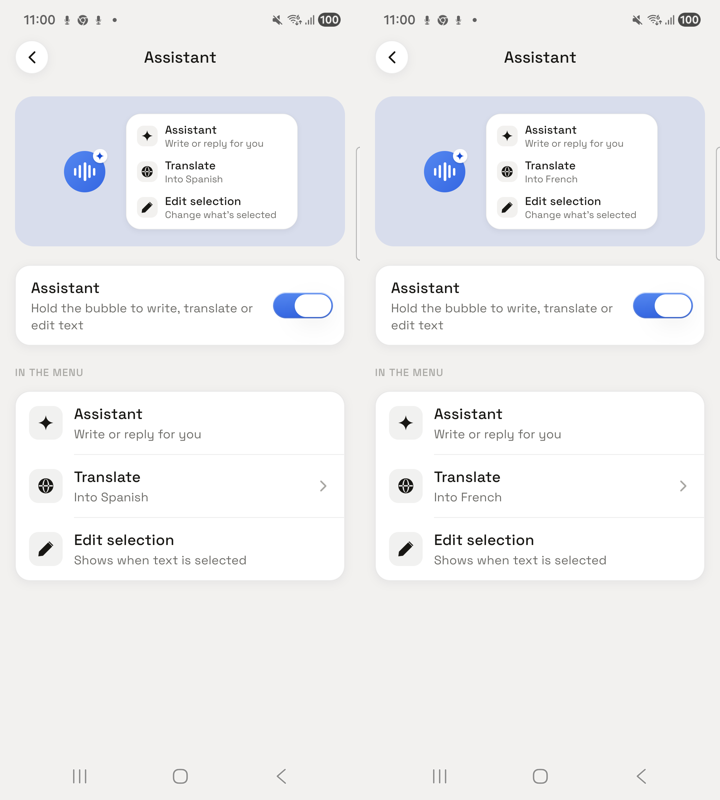 11:00
100
Assistant
Assistant
Write or reply for you
Translate
Into Spanish
Edit selection
Change what's selected
Assistant
Hold the bubble to write, translate or
edit text
IN THE MENU
Assistant
Write or reply for you
Translate
Into Spanish
Edit selection
Shows when text is selected
11:00
100
Assistant
Assistant
Write or reply for you
Translate
Into French
Edit selection
Change what's selected
Assistant
Hold the bubble to write, translate or
edit text
IN THE MENU
Assistant
Write or reply for you
Translate
Into French
Edit selection
Shows when text is selected